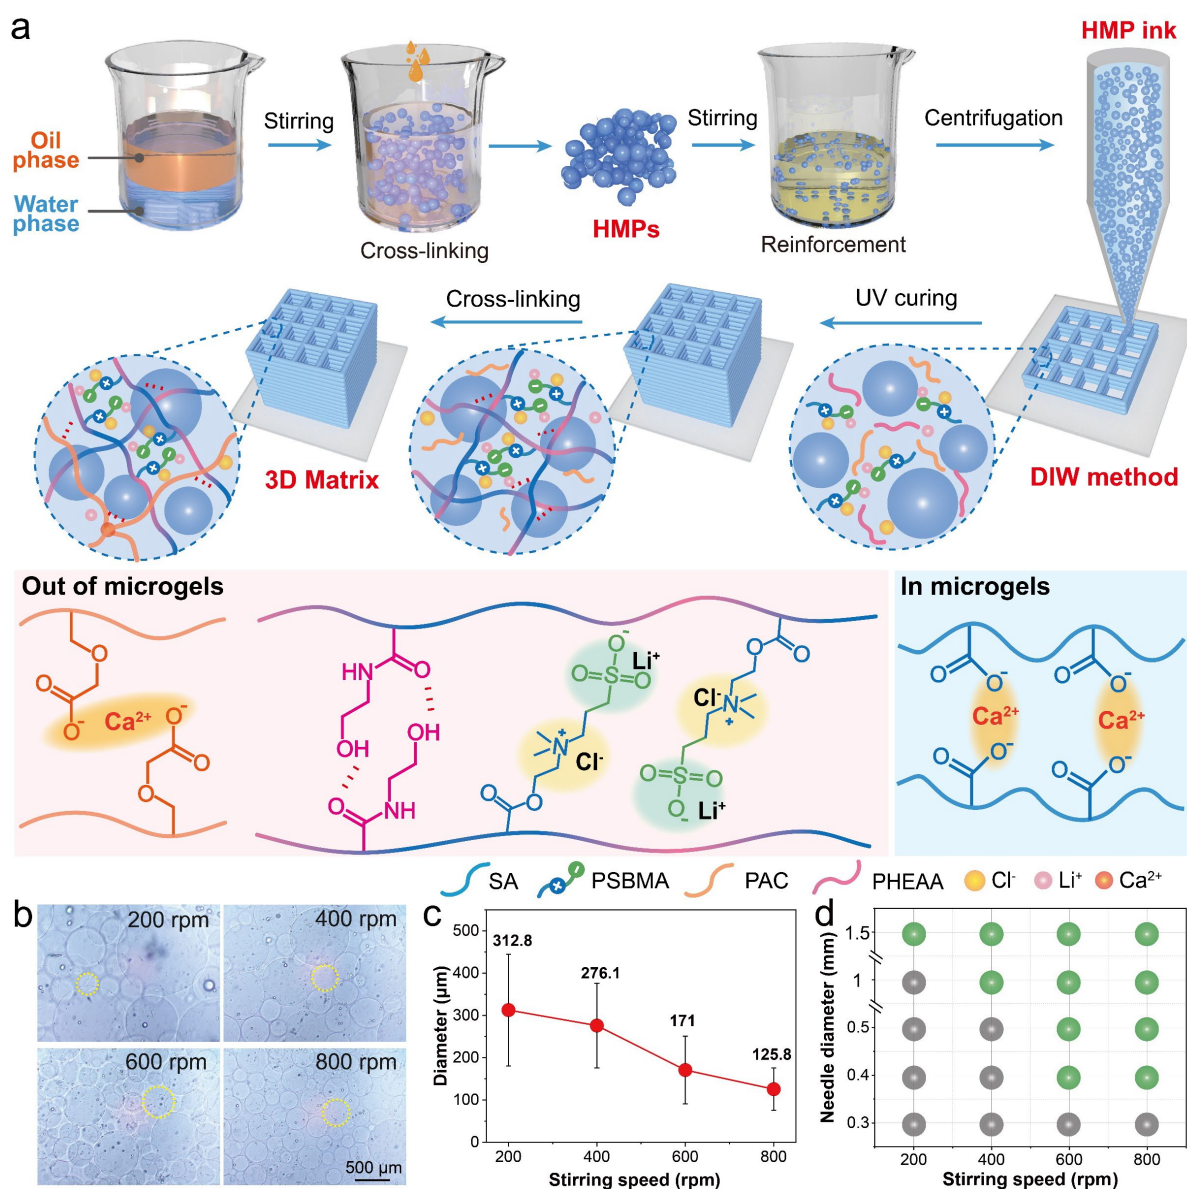 a
HMP ink
Oil
phase
Water
phase
Stirring
Cross-linking
HMPs
Stirring
Reinforcement
Centrifugation
Cross-linking
UV curing
3D Matrix
DIW method
Out of microgels
O
O
O⁻
Ca²⁺
O⁻
O
O
HN
O
OH
OH
O
NH
O⁻
Li⁺
O=S=O
N
+
Cl⁻
O
O
O
O
Cl⁻
N
+
O=S=O
O⁻
Li⁺
In microgels
O
O⁻
Ca²⁺
O
O⁻
O
O⁻
Ca²⁺
O
O⁻
SA
PSBMA
PAC
PHEAA
Cl⁻
Li⁺
Ca²⁺
b
200 rpm
400 rpm
600 rpm
800 rpm
500 μm
c
Diameter (μm)
500
400
300
200
100
0
312.8
276.1
171
125.8
200
400
600
800
Stirring speed (rpm)
d
Needle diameter (mm)
1.5
1
0.5
0.4
0.3
200
400
600
800
Stirring speed (rpm)